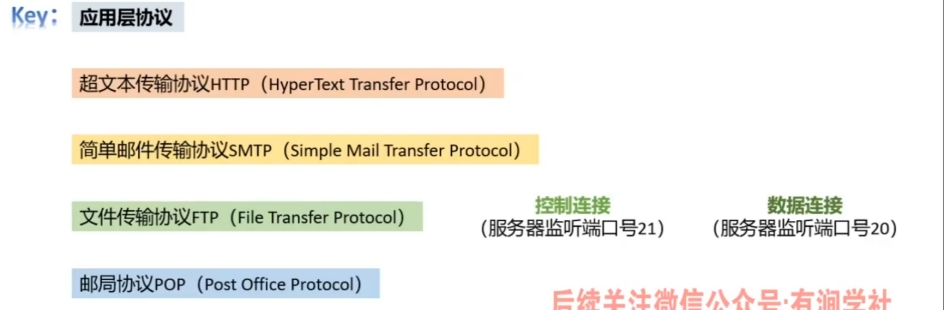 Key： 应用层协议
超文本传输协议HTTP（HyperText Transfer Protocol）
简单邮件传输协议SMTP（Simple Mail Transfer Protocol）
文件传输协议FTP（File Transfer Protocol） 控制连接 数据连接
（服务器监听端口号21） （服务器监听端口号20）
邮局协议POP（Post Office Protocol）
后续关注微信公众号:有涧学社